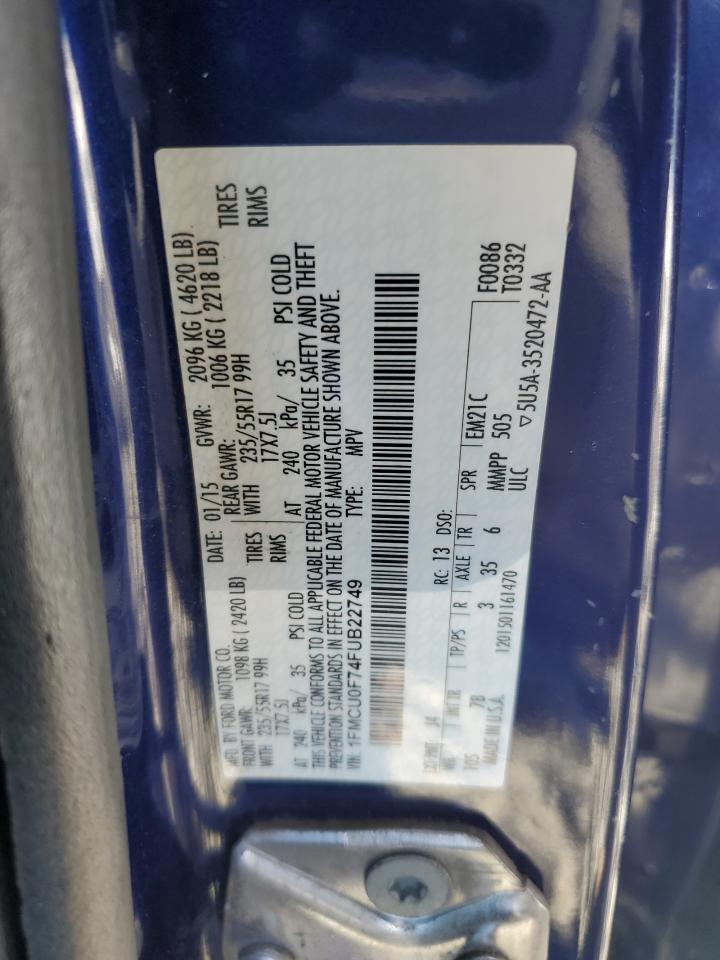 MFD. BY FORD MOTOR CO.
DATE: 01/15 GVWR: 2096 KG ( 4620 LB)
FRONT GAWR: 1098 KG ( 2420 LB)
REAR GAWR: 1006 KG ( 2218 LB)
WITH 235/55R17 99H TIRES
WITH 235/55R17 99H TIRES
17X7.5J RIMS
17X7.5J RIMS
AT 240 kPa/ 35 PSI COLD
AT 240 kPa/ 35 PSI COLD
THIS VEHICLE CONFORMS TO ALL APPLICABLE FEDERAL MOTOR VEHICLE SAFETY AND THEFT
PREVENTION STANDARDS IN EFFECT ON THE DATE OF MANUFACTURE SHOWN ABOVE.
VIN: 1FMCU0F74FUB22749 TYPE: MPV
EXT PNT: J4 RC: 13 DSO: F0086
INT TR TP/PS R AXLE TR SPR EM21C T0332
105 7B 3 35 6 MMPP 505
MADE IN U.S.A. 1201501161470 ULC
▽5U5A-3520472-AA